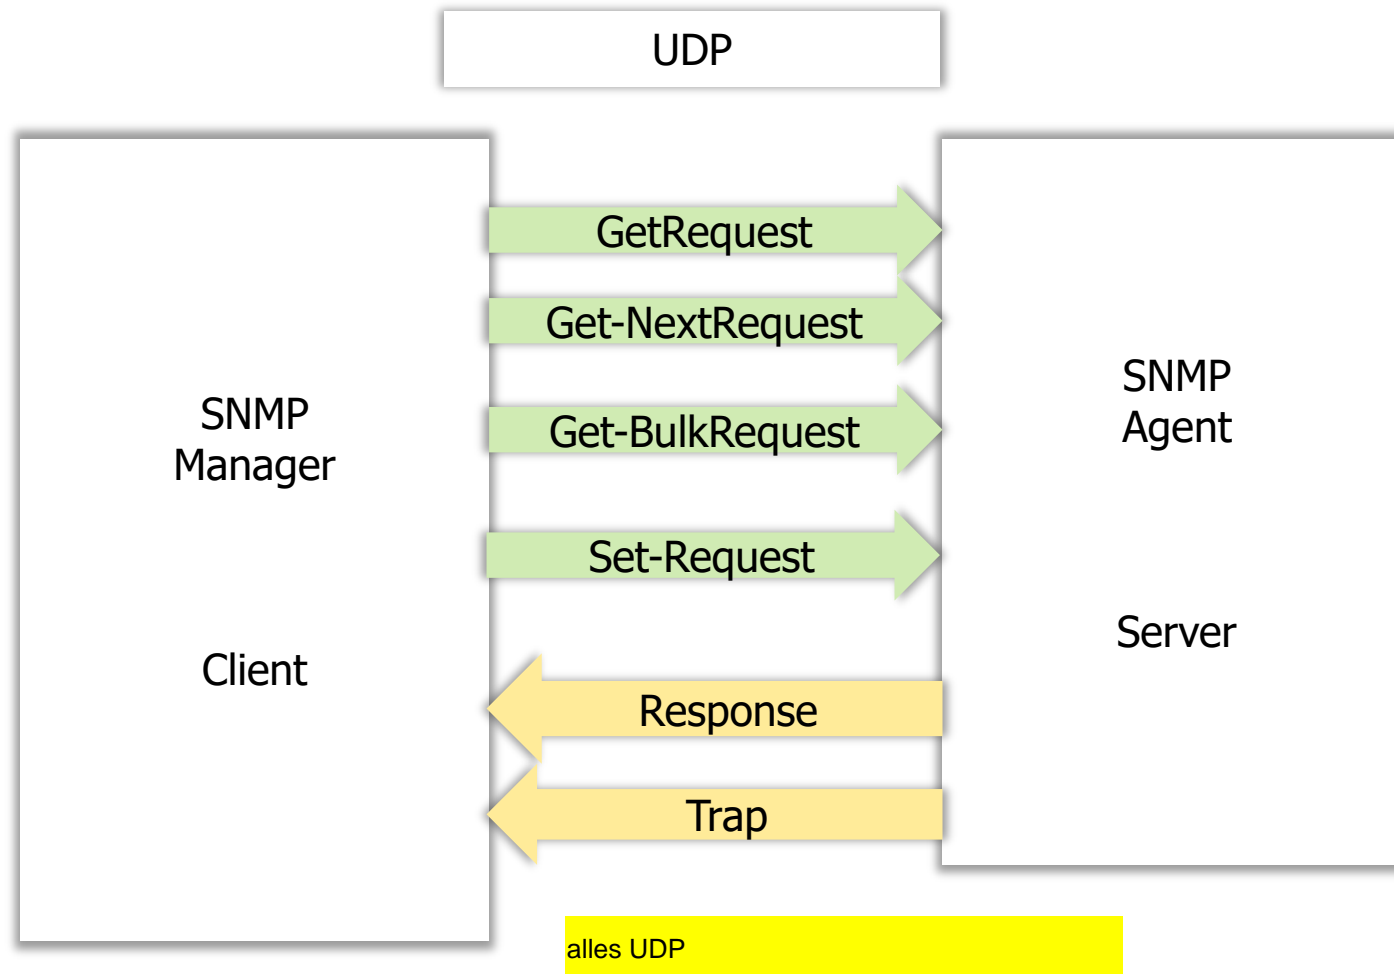 UDP
SNMP
Manager
Client
GetRequest
Get-NextRequest
Get-BulkRequest
Set-Request
Response
Trap
SNMP
Agent
Server
alles UDP